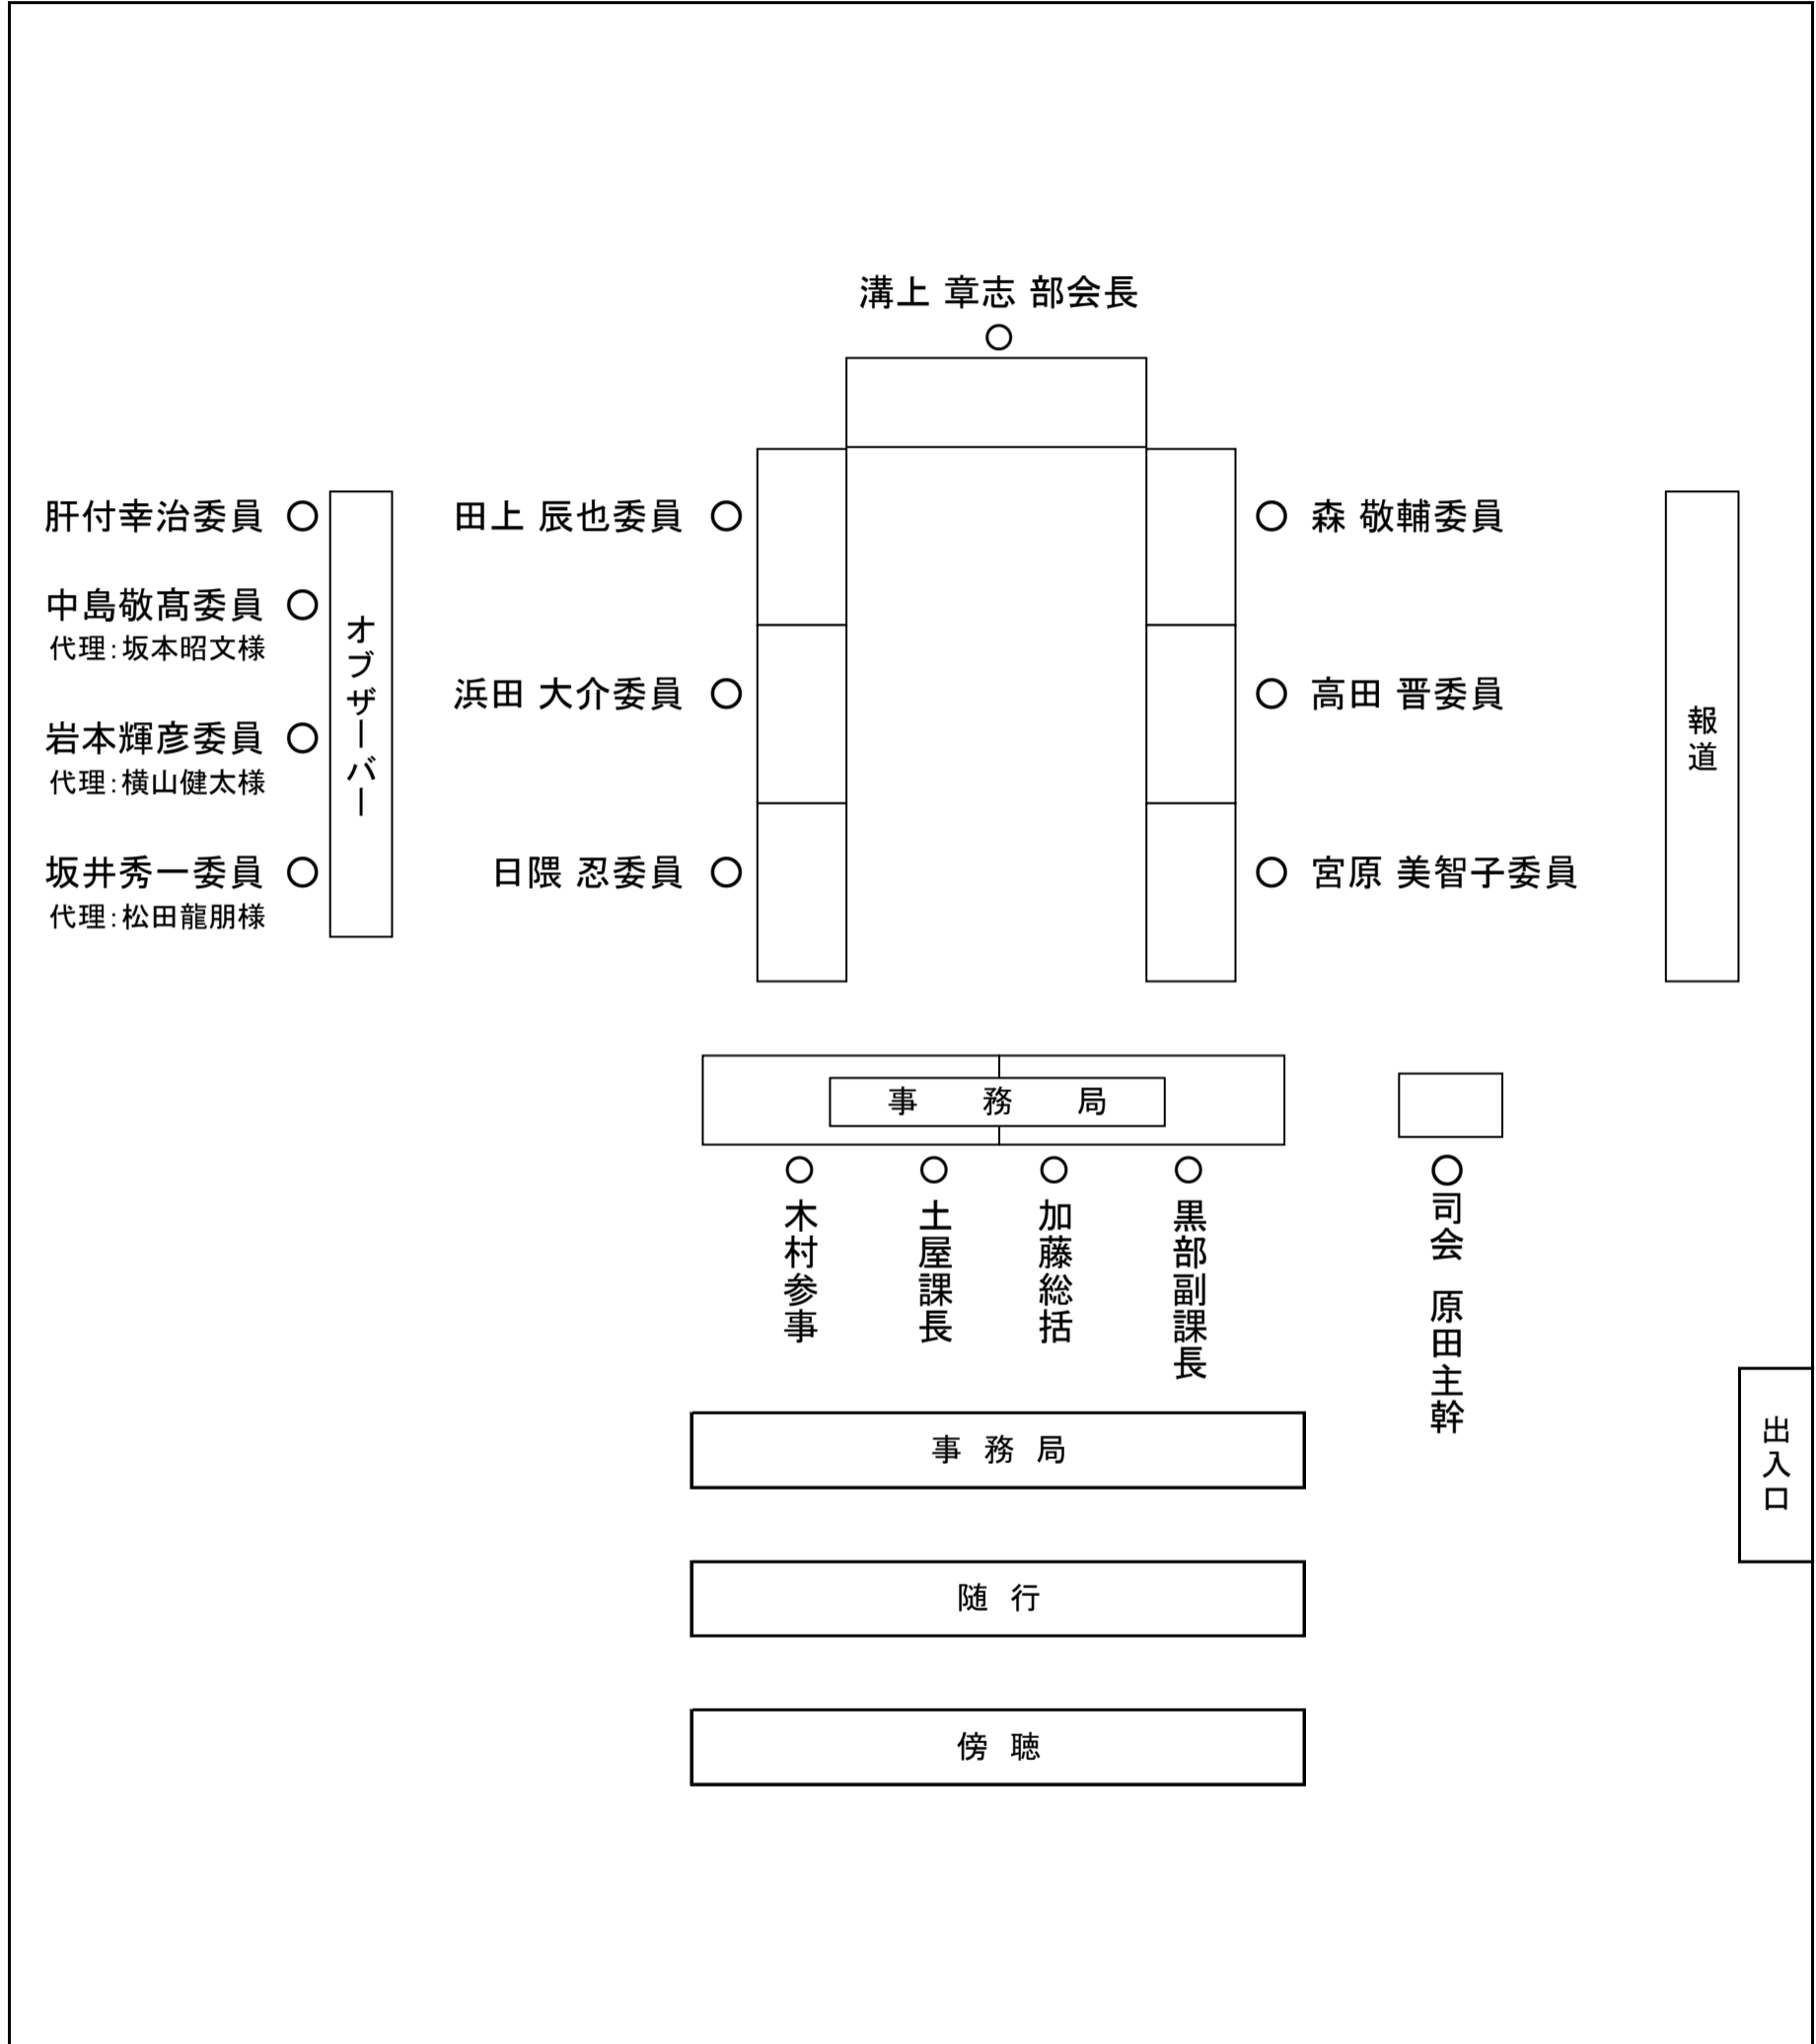 溝上 章志 部会長
肝付幸治委員
田上 辰也委員
森 敬輔委員
中島敬髙委員
代理：坂本昭文様
オブザーバー
浜田 大介委員
高田 晋委員
報道
岩本輝彦委員
代理：横山健太様
坂井秀一委員
代理：松田龍朋様
日隈 忍委員
宮原 美智子委員
事 務 局
木村参事
土屋課長
加藤総括
黒部副課長
司会 原田主幹
事 務 局
出入口
随 行
傍 聴